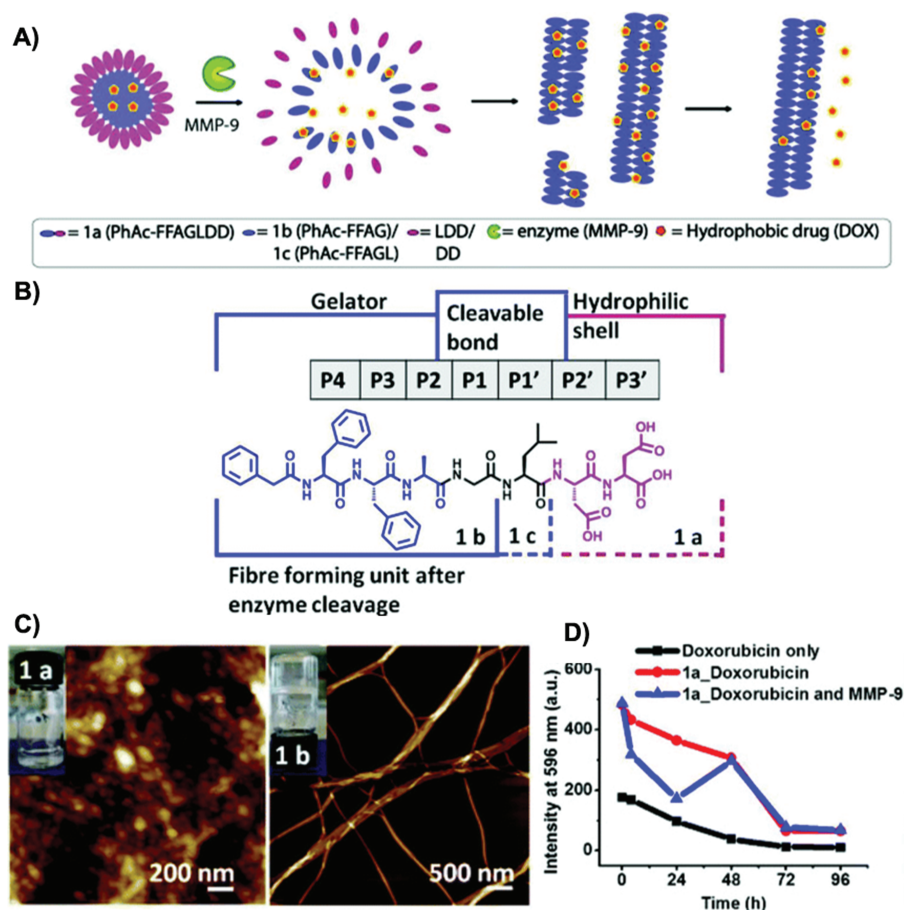 A)
MMP-9
= 1a (PhAc-FFAGLDD) = 1b (PhAc-FFAG)/ = LDD/ = enzyme (MMP-9) = Hydrophobic drug (DOX)
1c (PhAc-FFAGL) DD
B)
Gelator Cleavable bond Hydrophilic shell
P4 P3 P2 P1 P1’ P2’ P3’
O O O O OH
O
OH
N H N H N H N H
N H N H N H
O O O O O
O OH
1 b 1 c 1 a
Fibre forming unit after
enzyme cleavage
C)
1 a
200 nm
1 b
500 nm
D)
Doxorubicin only
1a_Doxorubicin
1a_Doxorubicin and MMP-9
Intensity at 596 nm (a.u.)
600
400
200
0
0 24 48 72 96
Time (h)